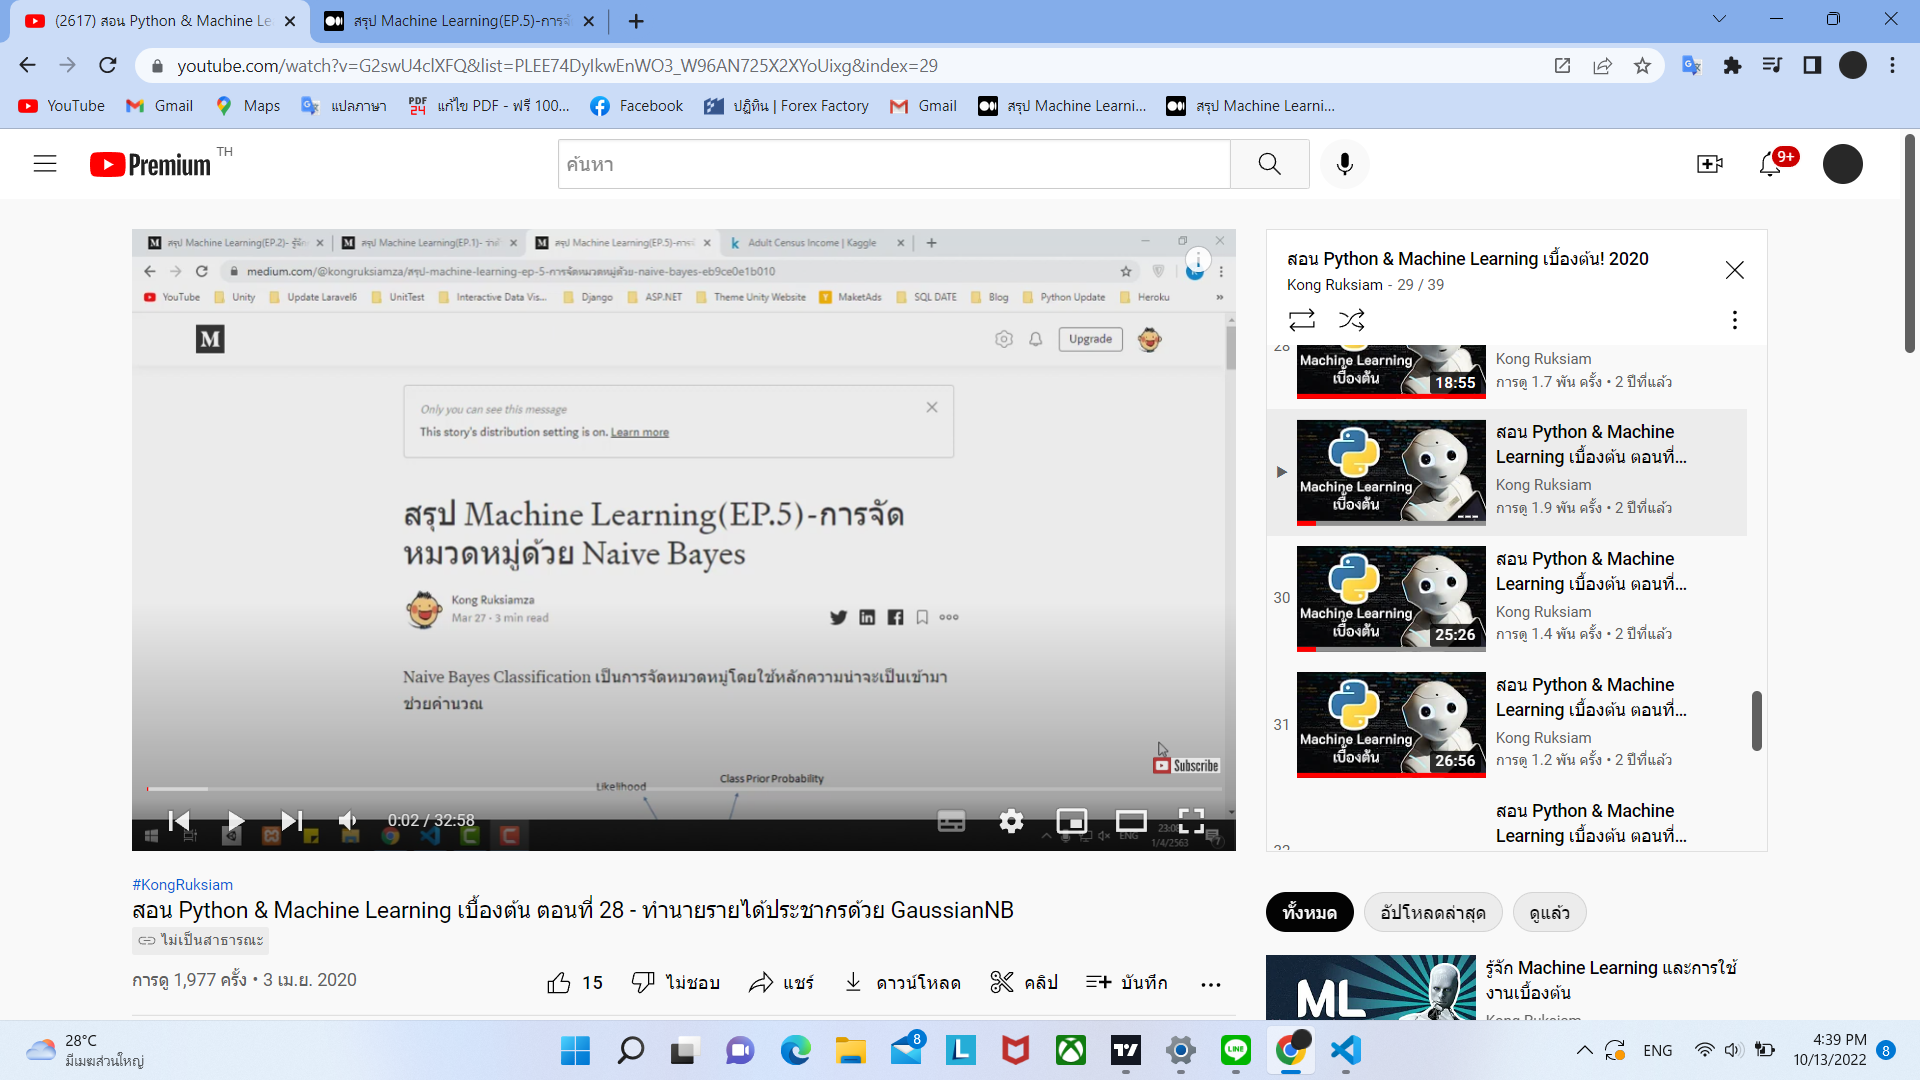 (2617) สอน Python & Machine Le
สรุป Machine Learning(EP.5)-การจั
youtube.com/watch?v=G2swU4clXFQ&list=PLEE74DyIkwEnWO3_W96AN725X2XYoUixg&index=29
YouTube
Gmail
Maps
แปลภาษา
แก้ไข PDF - ฟรี 100...
Facebook
ปฏิทิน | Forex Factory
Gmail
สรุป Machine Learni...
สรุป Machine Learni...
Premium TH
ค้นหา
9+
สรุป Machine Learning(EP.2)- รู้จัก
สรุป Machine Learning(EP.1)- ว่าด้
สรุป Machine Learning(EP.5)-การจั
Adult Census Income | Kaggle
medium.com/@kongruksiamza/สรุป-machine-learning-ep-5-การจัดหมวดหมู่ด้วย-naive-bayes-eb9ce0e1b010
YouTube
Unity
Update Laravel6
UnitTest
Interactive Data Vis...
Django
ASP.NET
Theme Unity Website
MaketAds
SQL DATE
Blog
Python Update
Heroku
M
Upgrade
Only you can see this message
This story's distribution setting is on. Learn more
สรุป Machine Learning(EP.5)-การจัด
หมวดหมู่ด้วย Naive Bayes
Kong Ruksiamza
Mar 27 · 3 min read
Naive Bayes Classification เป็นการจัดหมวดหมู่โดยใช้หลักความน่าจะเป็นเข้ามา
ช่วยคำนวณ
Subscribe
Likelihood
Class Prior Probability
0:02 / 32:58
ENG
1/4/2563
#KongRuksiam
สอน Python & Machine Learning เบื้องต้น ตอนที่ 28 - ทำนายรายได้ประชากรด้วย GaussianNB
ไม่เป็นสาธารณะ
การดู 1,977 ครั้ง • 3 เม.ย. 2020
15
ไม่ชอบ
แชร์
ดาวน์โหลด
คลิป
บันทึก
สอน Python & Machine Learning เบื้องต้น! 2020
Kong Ruksiam - 29 / 39
28
Machine Learning
เบื้องต้น
18:55
Kong Ruksiam
การดู 1.7 พัน ครั้ง • 2 ปีที่แล้ว
Machine Learning
เบื้องต้น
สอน Python & Machine
Learning เบื้องต้น ตอนที่...
Kong Ruksiam
การดู 1.9 พัน ครั้ง • 2 ปีที่แล้ว
30
Machine Learning
เบื้องต้น
25:26
สอน Python & Machine
Learning เบื้องต้น ตอนที่...
Kong Ruksiam
การดู 1.4 พัน ครั้ง • 2 ปีที่แล้ว
31
Machine Learning
เบื้องต้น
26:56
สอน Python & Machine
Learning เบื้องต้น ตอนที่...
Kong Ruksiam
การดู 1.2 พัน ครั้ง • 2 ปีที่แล้ว
สอน Python & Machine
Learning เบื้องต้น ตอนที่...
ทั้งหมด
อัปโหลดล่าสุด
ดูแล้ว
ML
รู้จัก Machine Learning และการใช้
งานเบื้องต้น
Kong Ruksiam
28°C
มีเมฆส่วนใหญ่
8
ENG
4:39 PM
10/13/2022
8